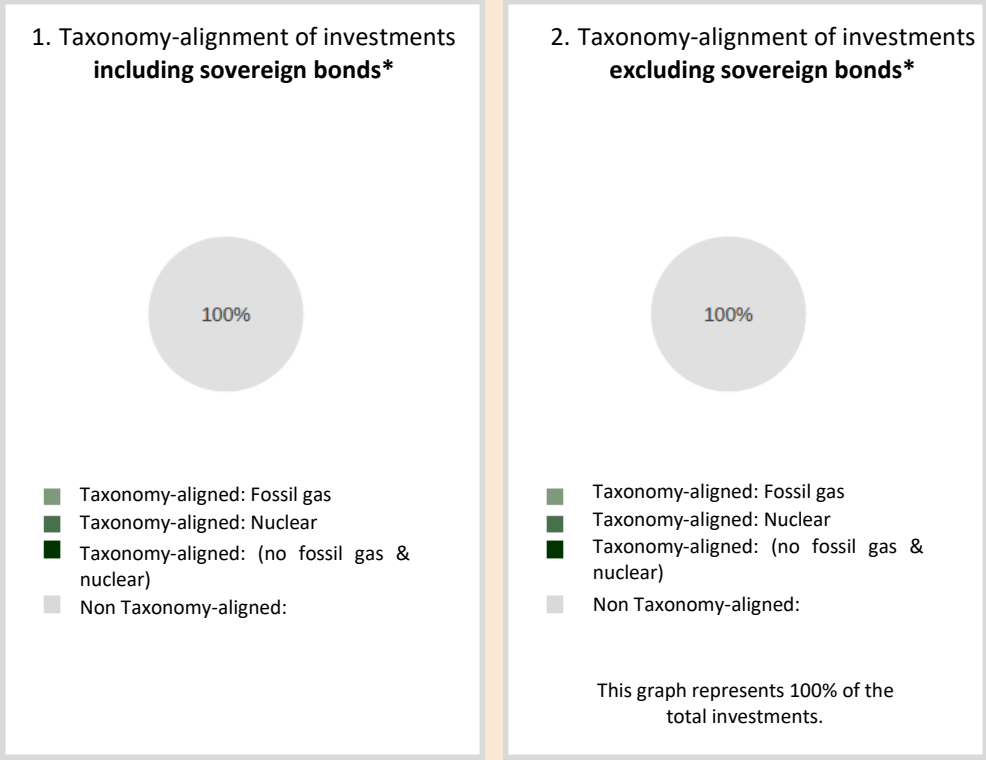 1. Taxonomy-alignment of investments
including sovereign bonds*
100%
Taxonomy-aligned: Fossil gas
Taxonomy-aligned: Nuclear
Taxonomy-aligned: (no fossil gas &
nuclear)
Non Taxonomy-aligned:
2. Taxonomy-alignment of investments
excluding sovereign bonds*
100%
Taxonomy-aligned: Fossil gas
Taxonomy-aligned: Nuclear
Taxonomy-aligned: (no fossil gas &
nuclear)
Non Taxonomy-aligned:
This graph represents 100% of the
total investments.